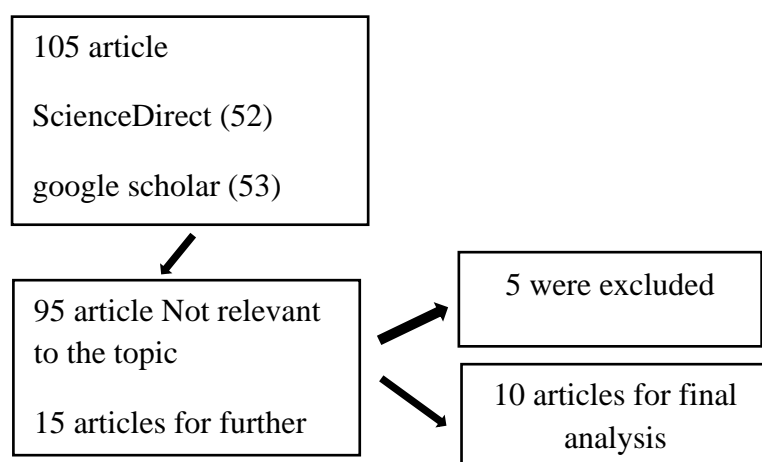 105 article
ScienceDirect (52)
google scholar (53)
95 article Not relevant
to the topic
15 articles for further
5 were excluded
10 articles for final
analysis